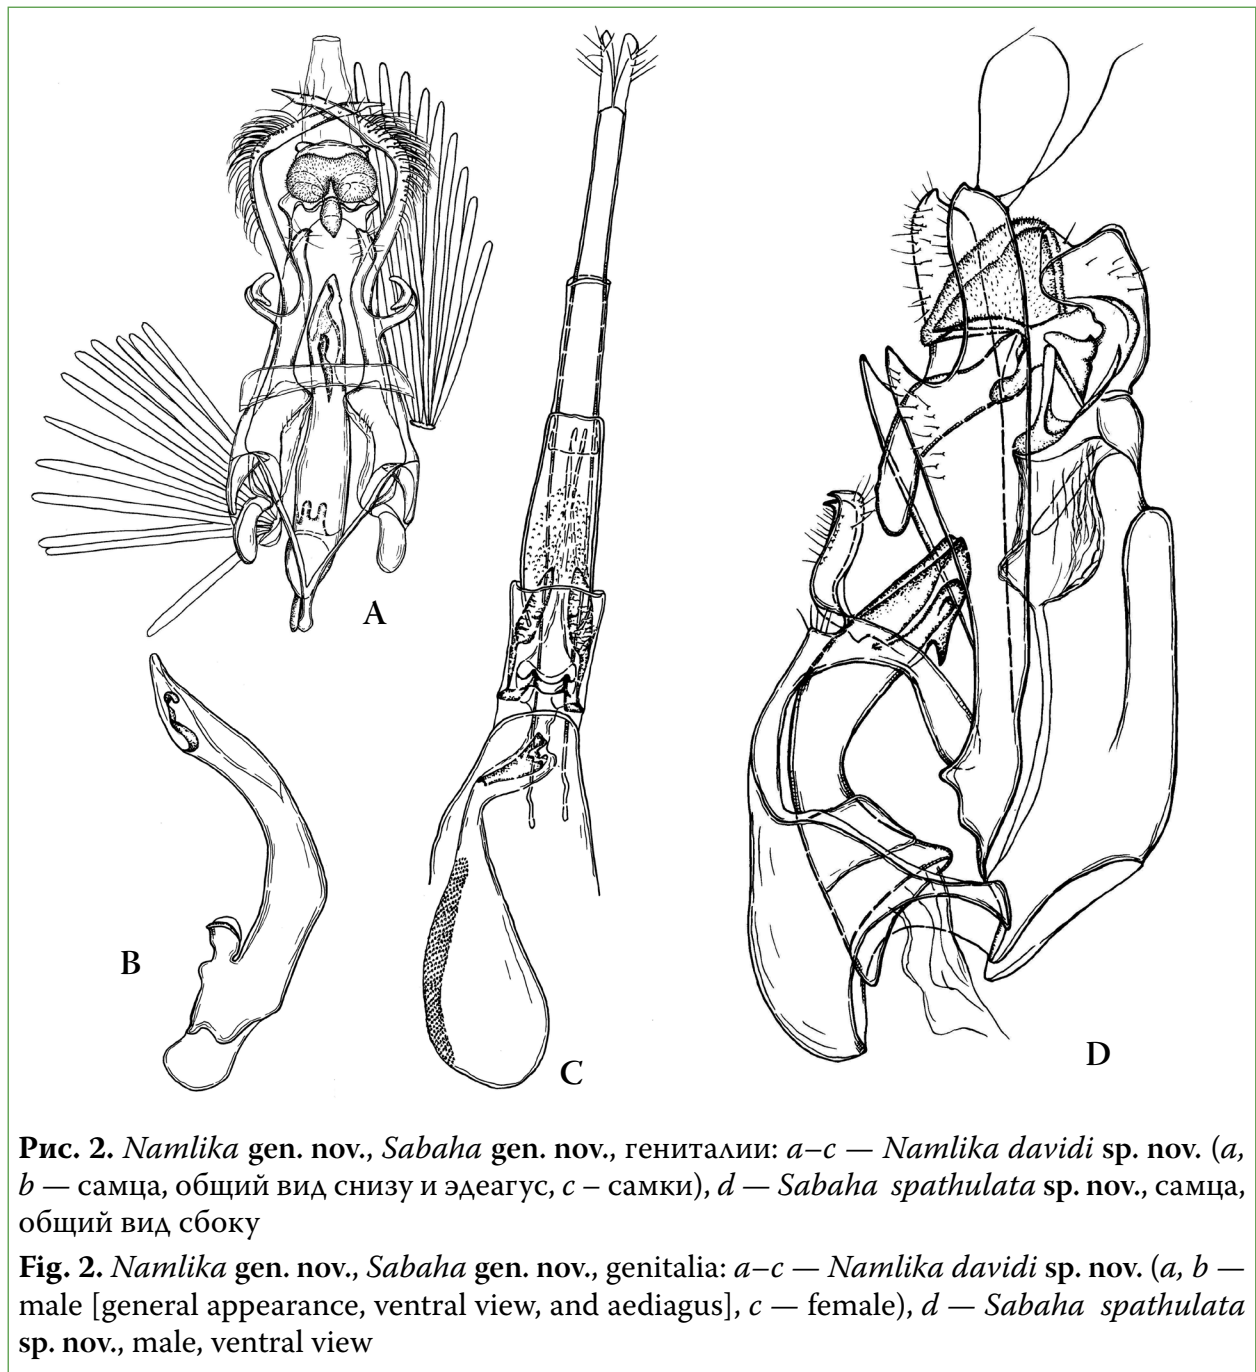 A
B
C
D
Рис. 2. Namlika gen. nov., Sabaha gen. nov., гениталии: a–c — Namlika davidi sp. nov. (a,
b — самца, общий вид снизу и эдеагус, c – самки), d — Sabaha spathulata sp. nov., самца,
общий вид сбоку
Fig. 2. Namlika gen. nov., Sabaha gen. nov., genitalia: a–c — Namlika davidi sp. nov. (a, b —
male [general appearance, ventral view, and aediagus], c — female), d — Sabaha spathulata
sp. nov., male, ventral view